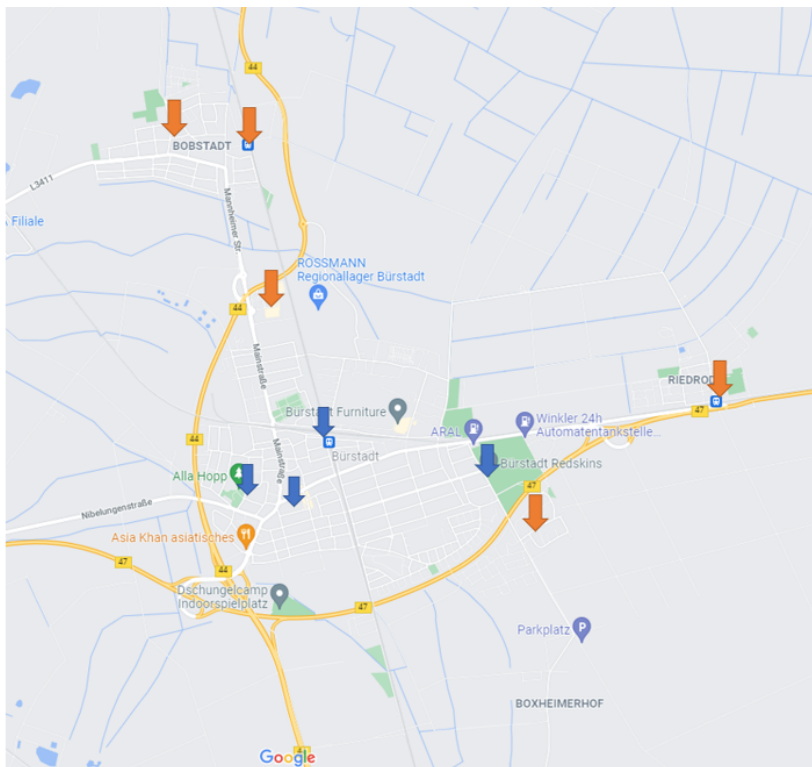 44
BOBSTADT
L3411
Mannheimer Str.
Filiale
ROSSMANN
Regionallager Bürstadt
44
Mainstraße
RIEDROD
47
Bürstadt Furniture
ARAL
Winkler 24h
Automatentankstelle...
44
Mainstraße
Bürstadt
Bürstadt Redskins
Alla Hopp
47
Nibelungenstraße
Asia Khan asiatisches
47
44
Dschungelcamp
Indoorspielplatz
47
Parkplatz
BOXHEIMERHOF
Google